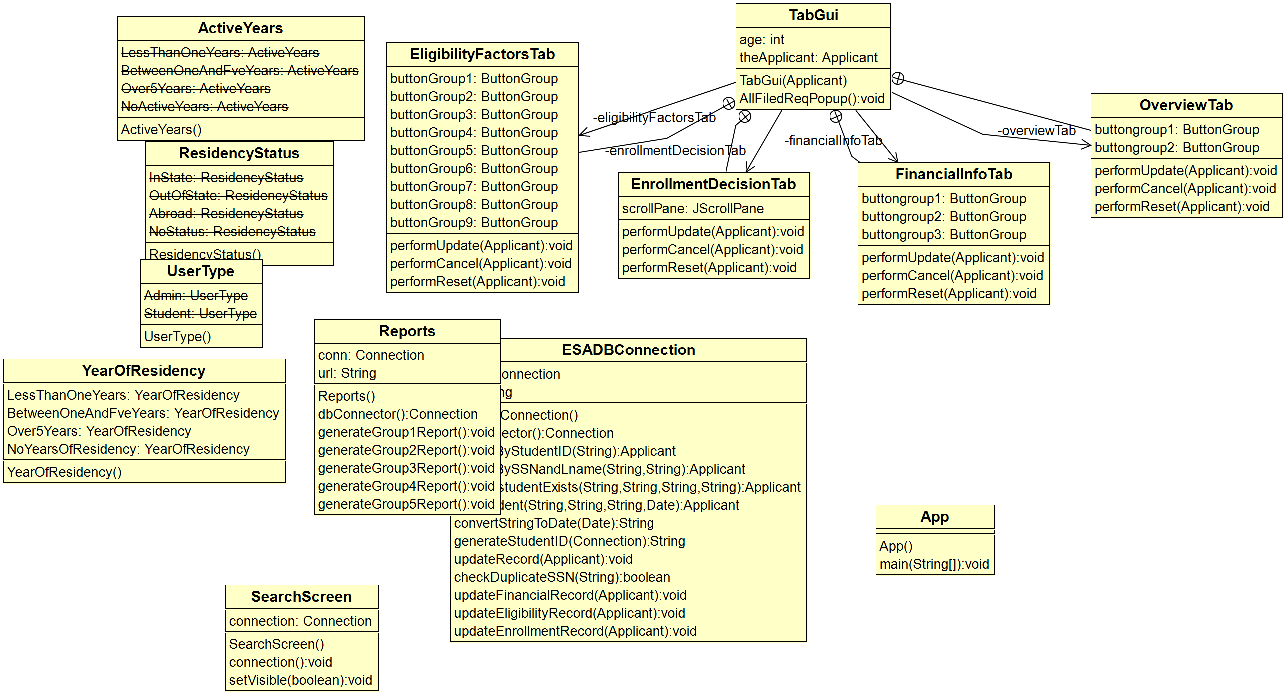 ActiveYears
LessThanOneYears: ActiveYears
BetweenOneAndFveYears: ActiveYears
Over5Years: ActiveYears
NoActiveYears: ActiveYears
ActiveYears()
ResidencyStatus
InState: ResidencyStatus
OutOfState: ResidencyStatus
Abroad: ResidencyStatus
NoStatus: ResidencyStatus
ResidencyStatus()
UserType
Admin: UserType
Student: UserType
UserType()
YearOfResidency
LessThanOneYears: YearOfResidency
BetweenOneAndFveYears: YearOfResidency
Over5Years: YearOfResidency
NoYearsOfResidency: YearOfResidency
YearOfResidency()
EligibilityFactorsTab
buttonGroup1: ButtonGroup
buttonGroup2: ButtonGroup
buttonGroup3: ButtonGroup
buttonGroup4: ButtonGroup
buttonGroup5: ButtonGroup
buttonGroup6: ButtonGroup
buttonGroup7: ButtonGroup
buttonGroup8: ButtonGroup
buttonGroup9: ButtonGroup
performUpdate(Applicant):void
performCancel(Applicant):void
performReset(Applicant):void
TabGui
age: int
theApplicant: Applicant
TabGui(Applicant)
AllFiledReqPopup():void
-eligibilityFactorsTab
-enrollmentDecisionTab
-financialInfoTab
-overviewTab
EnrollmentDecisionTab
scrollPane: JScrollPane
performUpdate(Applicant):void
performCancel(Applicant):void
performReset(Applicant):void
FinancialInfoTab
buttongroup1: ButtonGroup
buttongroup2: ButtonGroup
buttongroup3: ButtonGroup
performUpdate(Applicant):void
performCancel(Applicant):void
performReset(Applicant):void
OverviewTab
buttongroup1: ButtonGroup
buttongroup2: ButtonGroup
performUpdate(Applicant):void
performCancel(Applicant):void
performReset(Applicant):void
Reports
conn: Connection
url: String
Reports()
dbConnector():Connection
generateGroup1Report():void
generateGroup2Report():void
generateGroup3Report():void
generateGroup4Report():void
generateGroup5Report():void
ESADBConnection
onnection
ng
Connection()
ector():Connection
ByStudentID(String):Applicant
BySSNandLname(String,String):Applicant
studentExists(String,String,String,String):Applicant
dent(String,String,String,Date):Applicant
convertStringToDate(Date):String
generateStudentID(Connection):String
updateRecord(Applicant):void
checkDuplicateSSN(String):boolean
updateFinancialRecord(Applicant):void
updateEligibilityRecord(Applicant):void
updateEnrollmentRecord(Applicant):void
App
App()
main(String[]):void
SearchScreen
connection: Connection
SearchScreen()
connection():void
setVisible(boolean):void